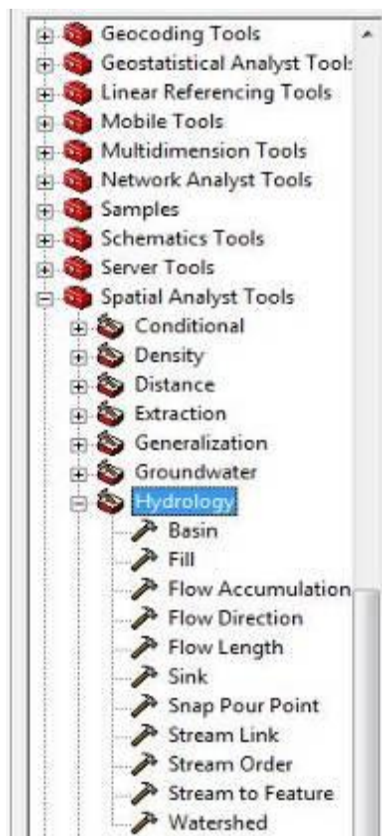 Geocoding Tools
Geostatistical Analyst Tools
Linear Referencing Tools
Mobile Tools
Multidimension Tools
Network Analyst Tools
Samples
Schematics Tools
Server Tools
Spatial Analyst Tools
Conditional
Density
Distance
Extraction
Generalization
Groundwater
Hydrology
Basin
Fill
Flow Accumulation
Flow Direction
Flow Length
Sink
Snap Pour Point
Stream Link
Stream Order
Stream to Feature
Watershed